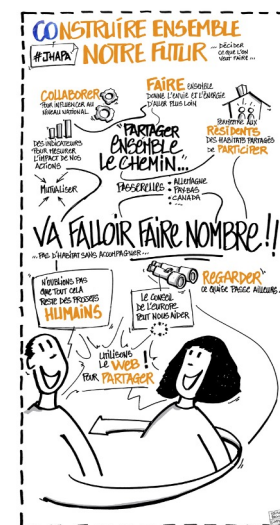 CONSTRUIRE ENSEMBLE
#JHAPA
NOTRE FUTUR
... DÉCIDER
CE QUE L'ON
VEUT FAIRE ...
COLLABORER
POUR INFLUENCER AU
NIVEAU NATIONAL
FAIRE ENSEMBLE
DONNE L'ENVIE ET L'ÉNERGIE
D'ALLER PLUS LOIN
DES INDICATEURS
POUR MESURER
L'IMPACT DE NOS
ACTIONS
MUTUALISER
"PARTAGER
ENSEMBLE
LE CHEMIN..."
PERMETTRE AUX
RÉSIDENTS
DES HABITATS PARTAGÉS
DE PARTICIPER
PASSERELLES
• ALLEMAGNE
• PAYS-BAS
• CANADA
...
VA FALLOIR FAIRE NOMBRE !!
... PAS D'HABITAT SANS ACCOMPAGNER ...
N'OUBLIONS PAS
QUE TOUT CELA
RESTE DES PROJETS
HUMAINS
LE CONSEIL
DE L'EUROPE
PEUT NOUS AIDER
REGARDER
CE QUI SE PASSE AILLEURS...
UTILISONS
LE WEB !
POUR PARTAGER